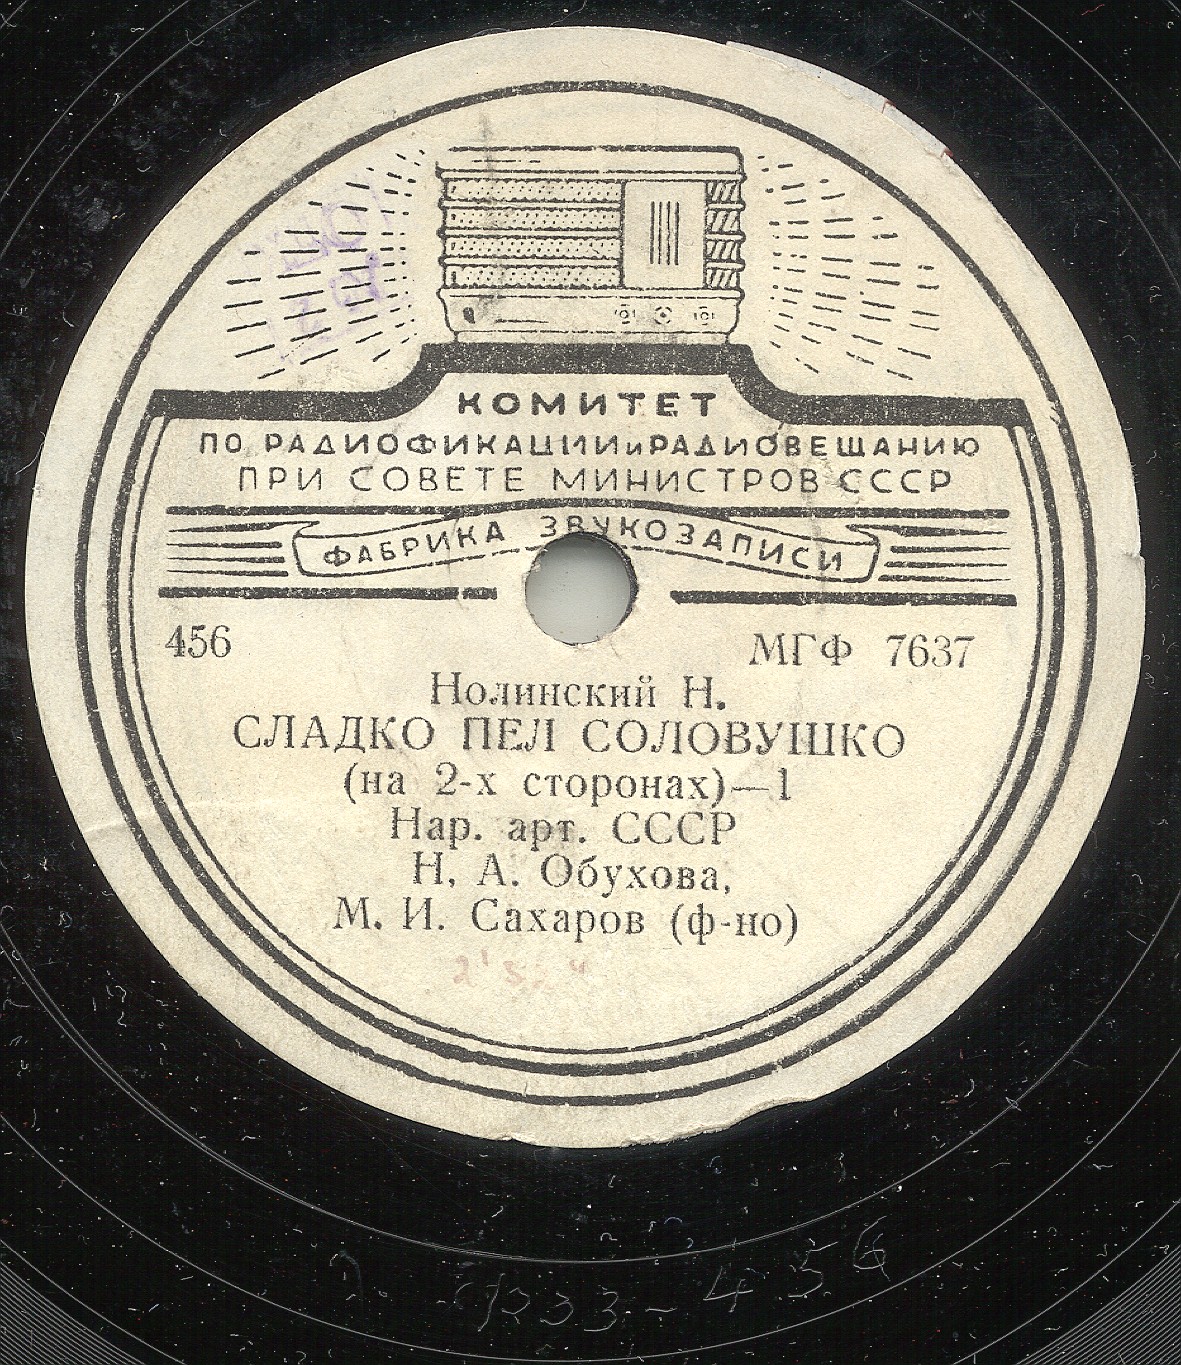 КОМИТЕТ
ПО РАДИОФИКАЦИИ и РАДИОВЕЩАНИЮ
ПРИ СОВЕТЕ МИНИСТРОВ СССР
ФАБРИКА ЗВУКОЗАПИСИ
456 МГФ 7637
Нолинский Н.
СЛАДКО ПЕЛ СОЛОВУШКО
(на 2-х сторонах)—1
Нар. арт. СССР
Н. А. Обухова,
М. И. Сахаров (ф-но)